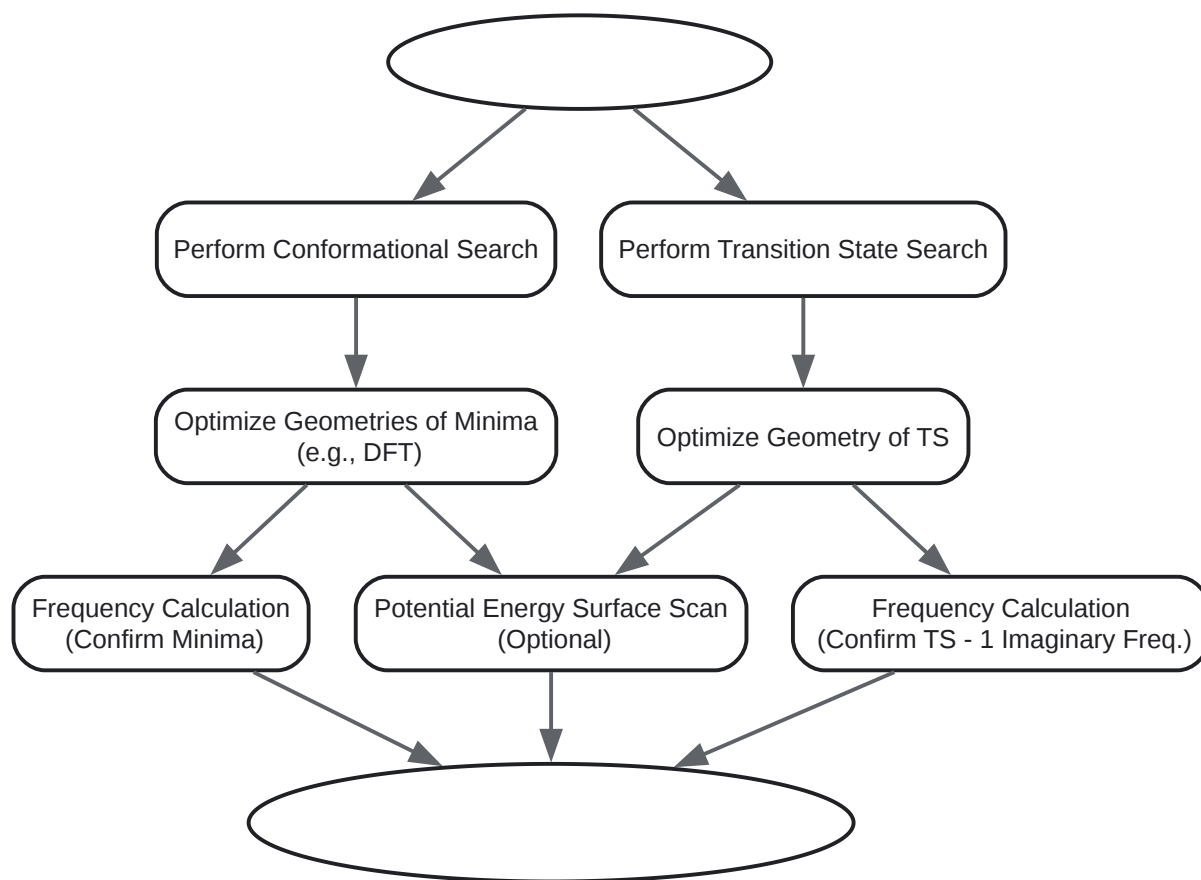 Perform Conformational Search
Perform Transition State Search
Optimize Geometries of Minima
(e.g., DFT)
Optimize Geometry of TS
Frequency Calculation
(Confirm Minima)
Potential Energy Surface Scan
(Optional)
Frequency Calculation
(Confirm TS - 1 Imaginary Freq.)